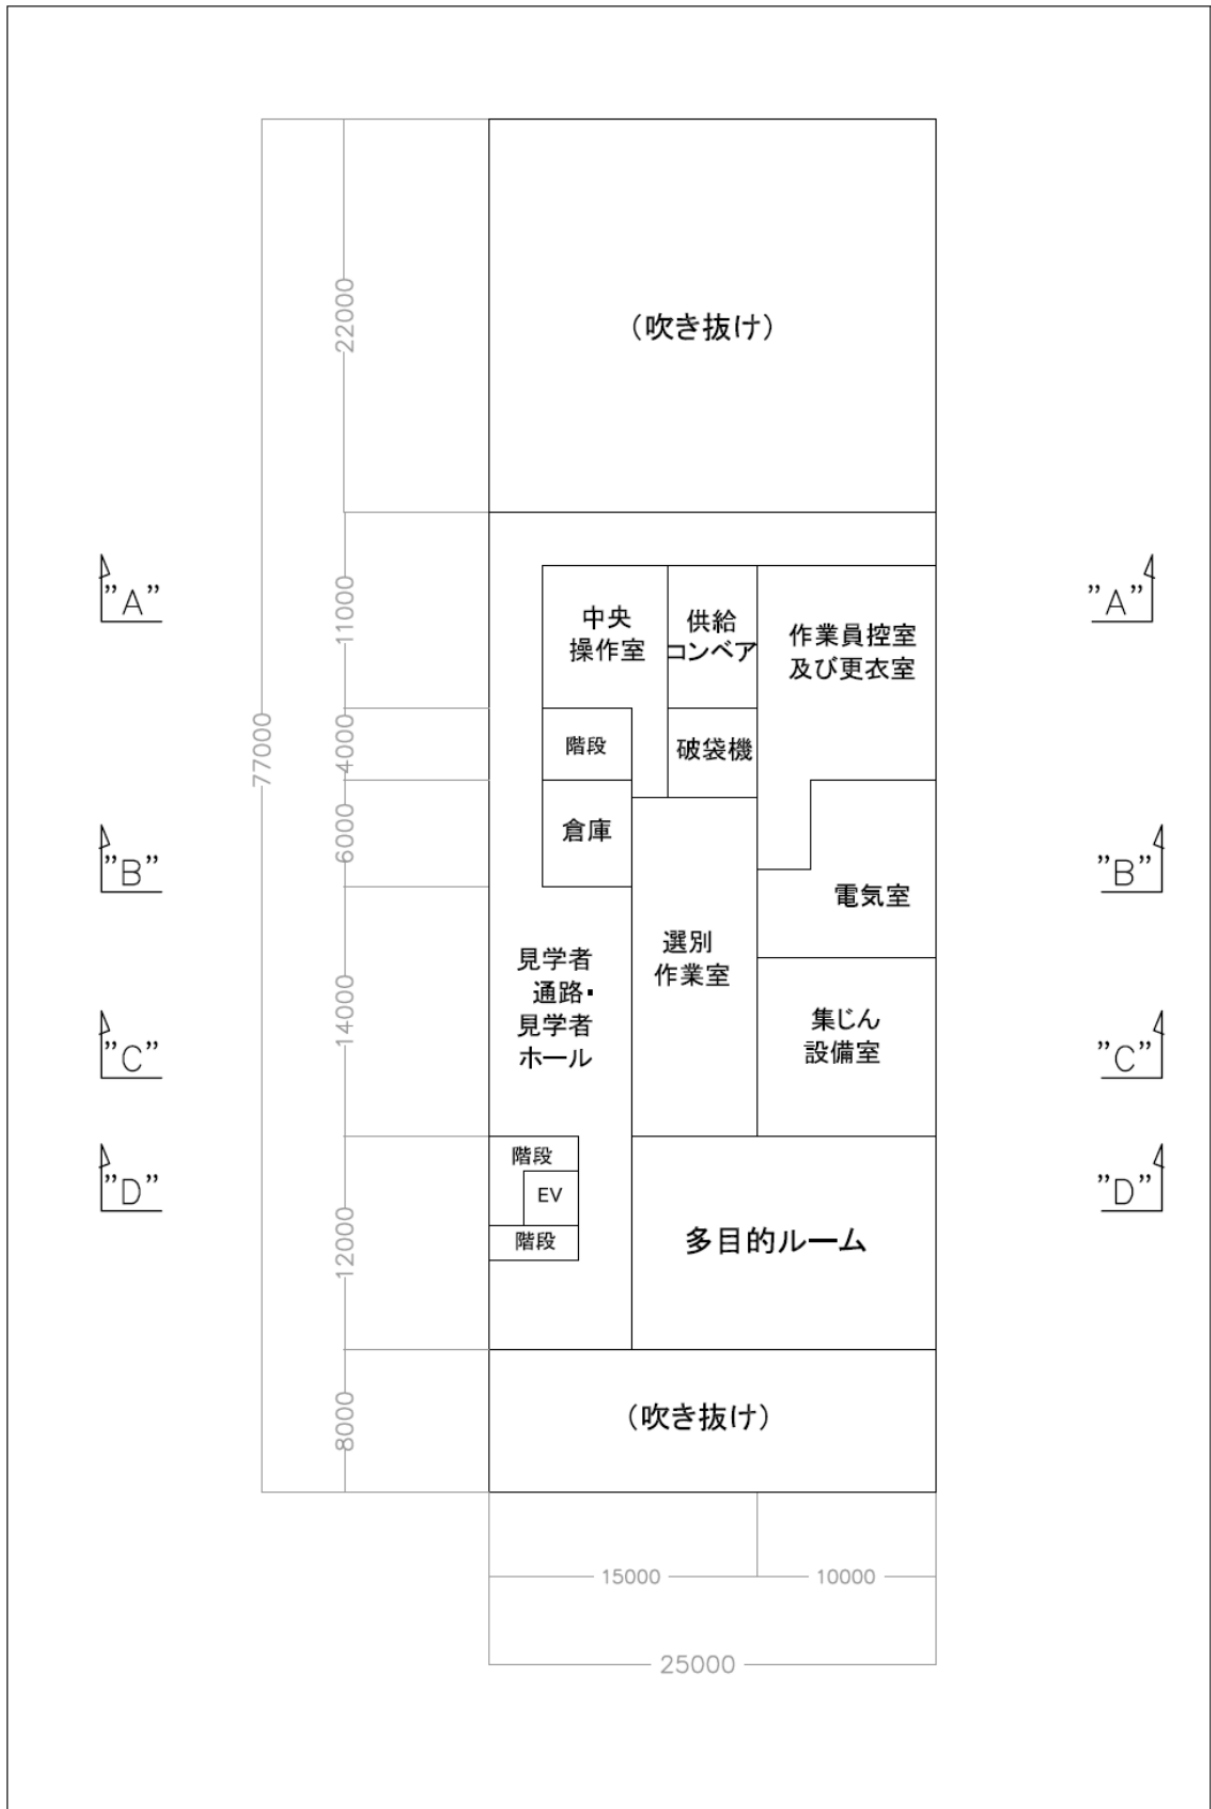 22000
(吹き抜け)
”A”
”A”
11000
中央
操作室
供給
コンベア
作業員控室
及び更衣室
77000
4000
階段
破袋機
6000
倉庫
”B”
”B”
電気室
選別
作業室
見学者
通路・
見学者
ホール
14000
集じん
設備室
”C”
”C”
階段
EV
階段
”D”
”D”
12000
多目的ルーム
8000
(吹き抜け)
15000
10000
25000